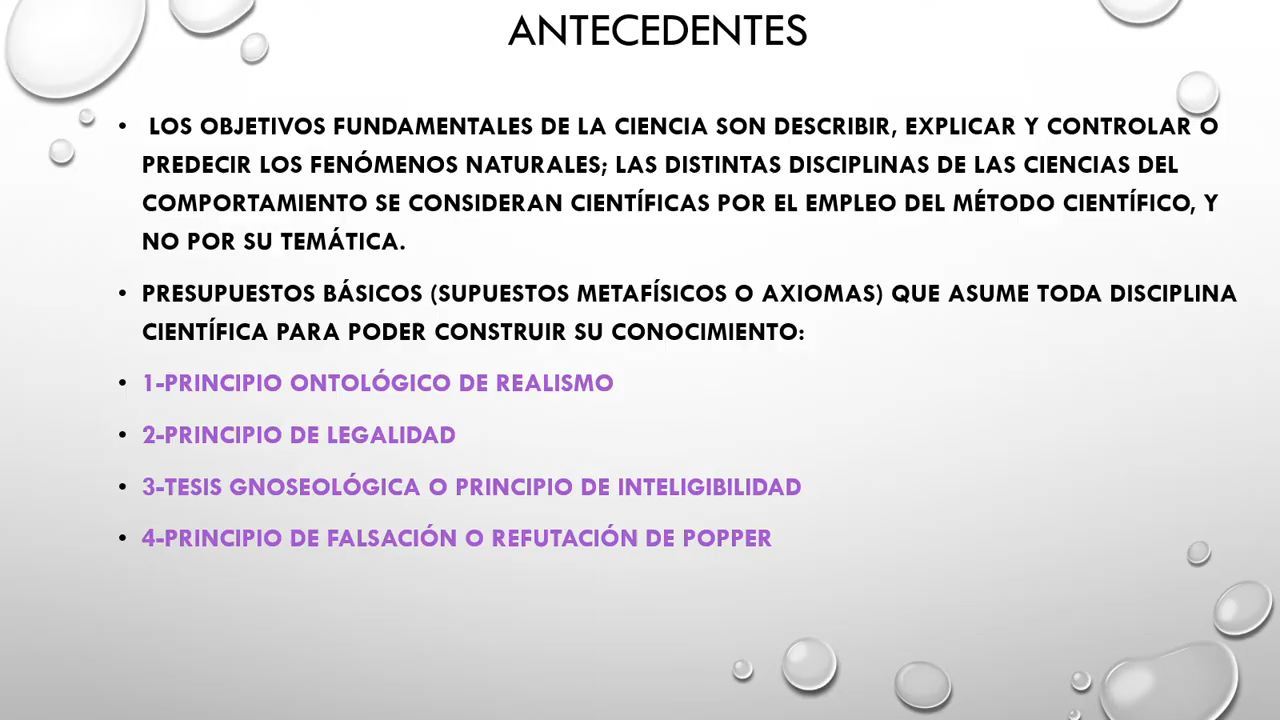 ANTECEDENTES
• LOS OBJETIVOS FUNDAMENTALES DE LA CIENCIA SON DESCRIBIR, EXPLICAR Y CONTROLAR O
PREDECIR LOS FENÓMENOS NATURALES; LAS DISTINTAS DISCIPLINAS DE LAS CIENCIAS DEL
COMPORTAMIENTO SE CONSIDERAN CIENTÍFICAS POR EL EMPLEO DEL MÉTODO CIENTÍFICO, Y
NO POR SU TEMÁTICA.
• PRESUPUESTOS BÁSICOS (SUPUESTOS METAFÍSICOS O AXIOMAS) QUE ASUME TODA DISCIPLINA
CIENTÍFICA PARA PODER CONSTRUIR SU CONOCIMIENTO:
• 1-PRINCIPIO ONTOLÓGICO DE REALISMO
• 2-PRINCIPIO DE LEGALIDAD
• 3-TESIS GNOSEOLÓGICA O PRINCIPIO DE INTELIGIBILIDAD
• 4-PRINCIPIO DE FALSACIÓN O REFUTACIÓN DE POPPER